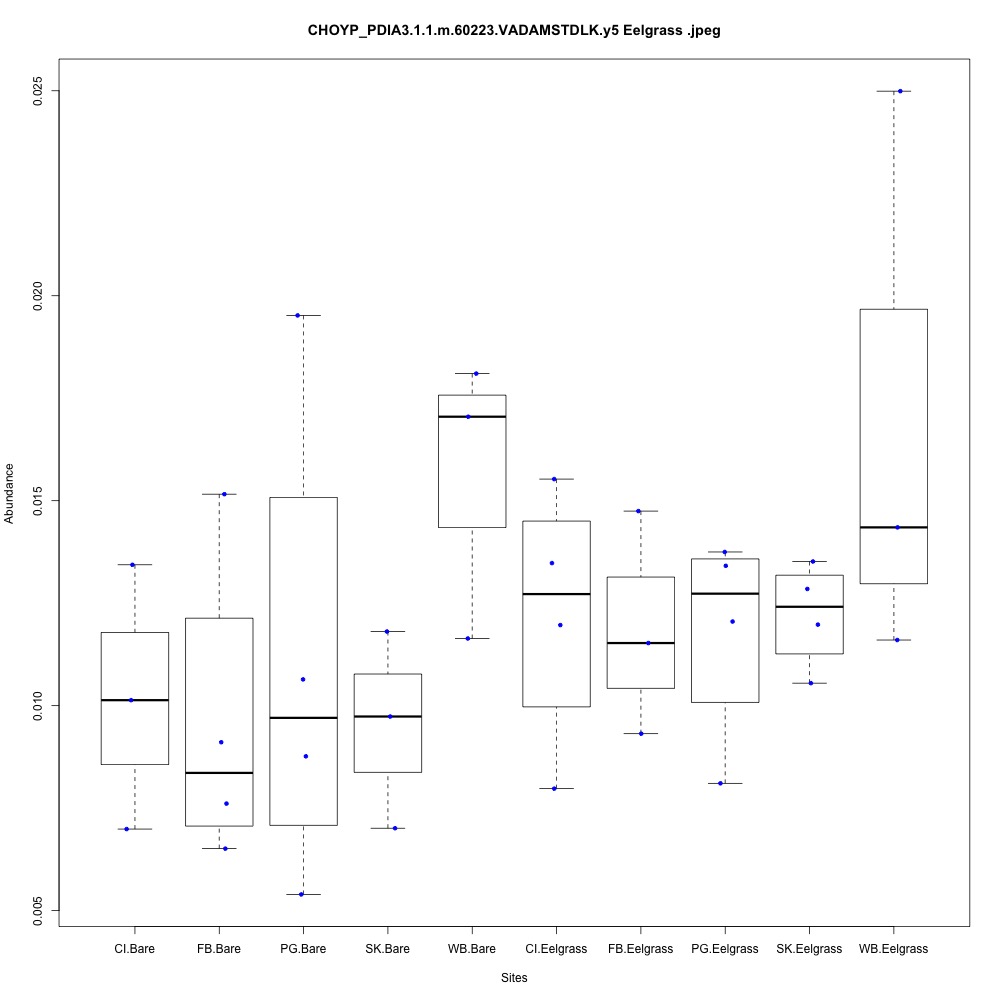 CHOYP_PDIA3.1.1.m.60223.VADAMSTDLK.y5 Eelgrass .jpeg
Abundance
0.025
0.020
0.015
0.010
0.005
CI.Bare FB.Bare PG.Bare SK.Bare WB.Bare CI.Eelgrass FB.Eelgrass PG.Eelgrass SK.Eelgrass WB.Eelgrass
Sites